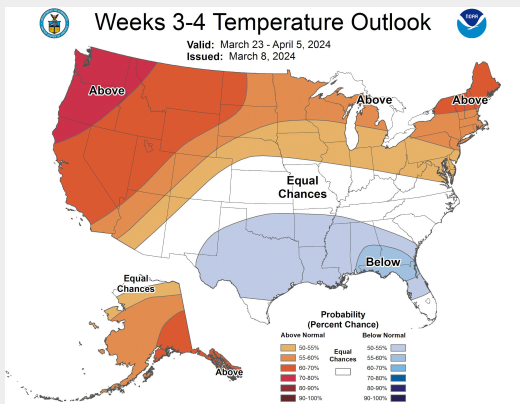 Weeks 3-4 Temperature Outlook
NOAA
Valid: March 23 - April 5, 2024
Issued: March 8, 2024
Above
Above
Above
Equal
Chances
Below
Equal
Chances
Above
Probability
(Percent Chance)
Above Normal
Below Normal
50-55%
55-60%
60-70%
70-80%
80-90%
90-100%
Equal
Chances
50-55%
55-60%
60-70%
70-80%
80-90%
90-100%